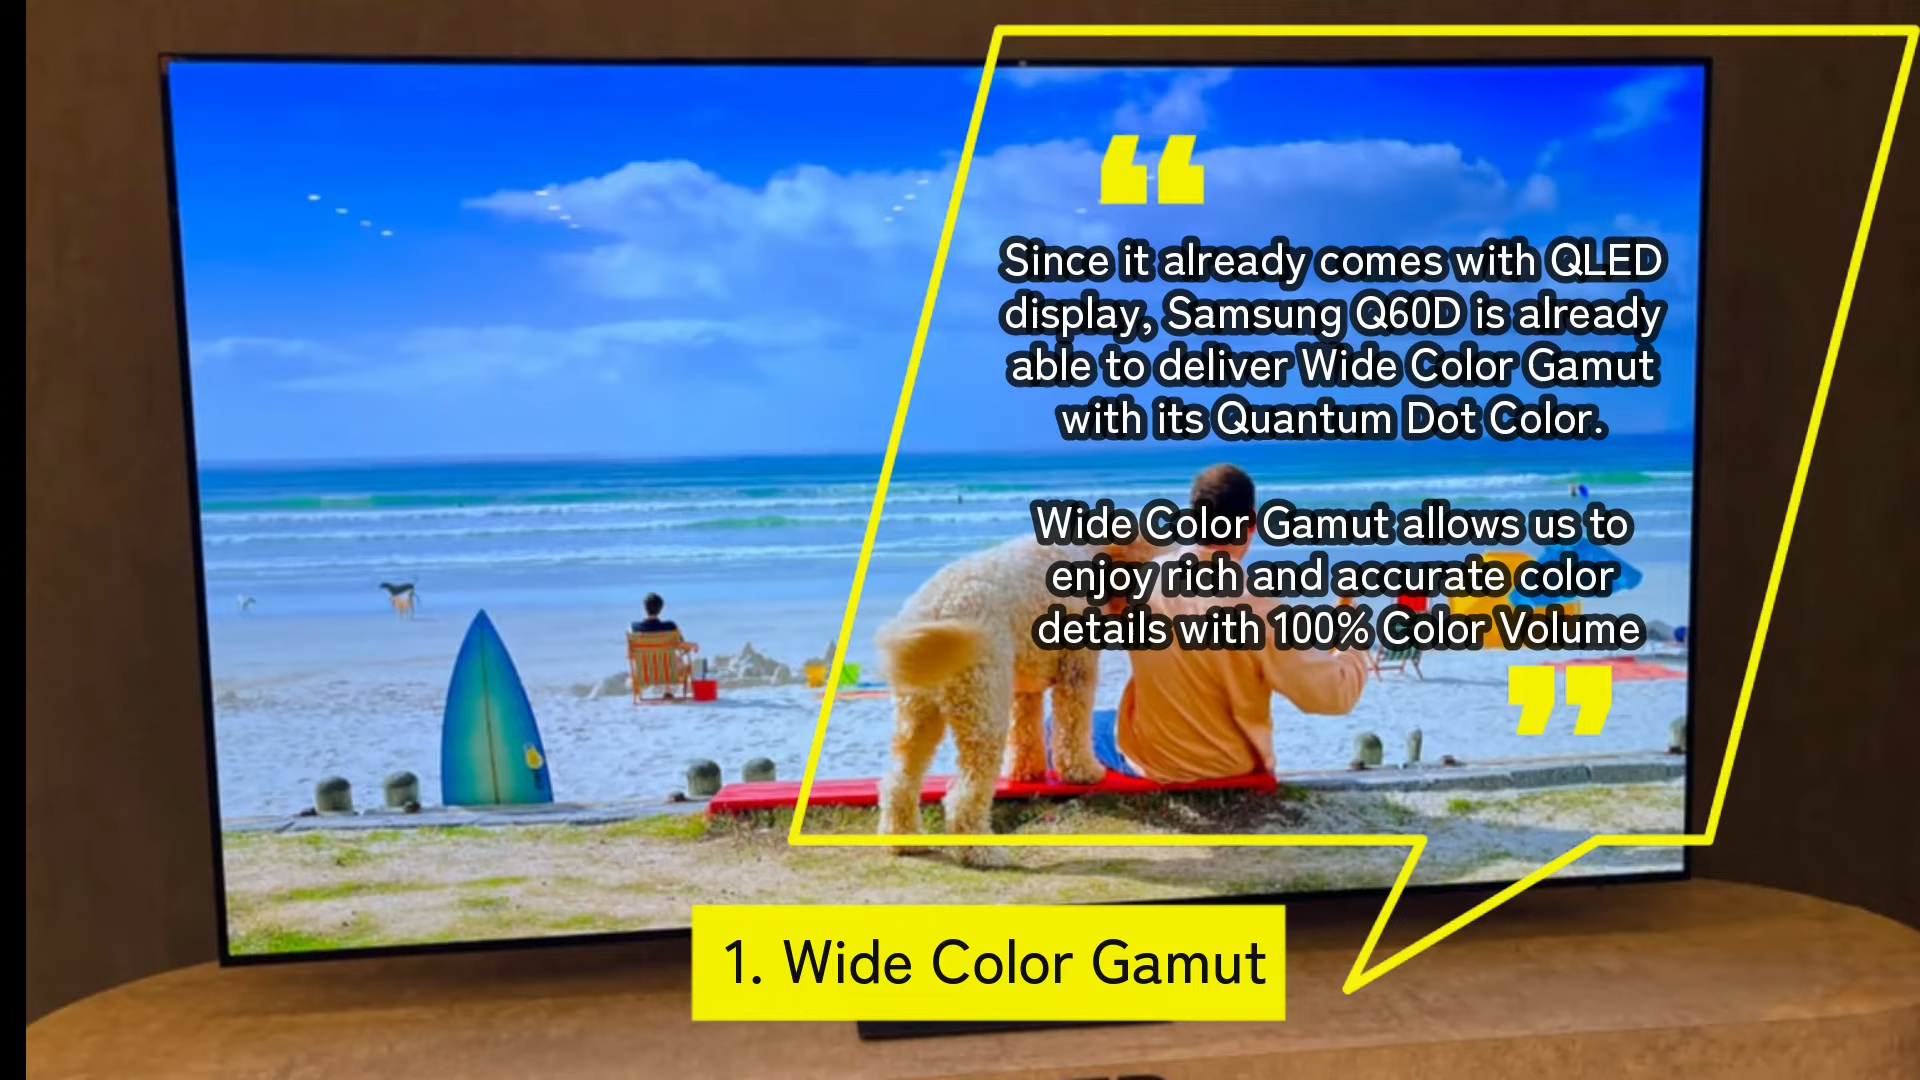 ❝
Since it already comes with QLED
display, Samsung Q60D is already
able to deliver Wide Color Gamut
with its Quantum Dot Color.
Wide Color Gamut allows us to
enjoy rich and accurate color
details with 100% Color Volume
❞
1. Wide Color Gamut